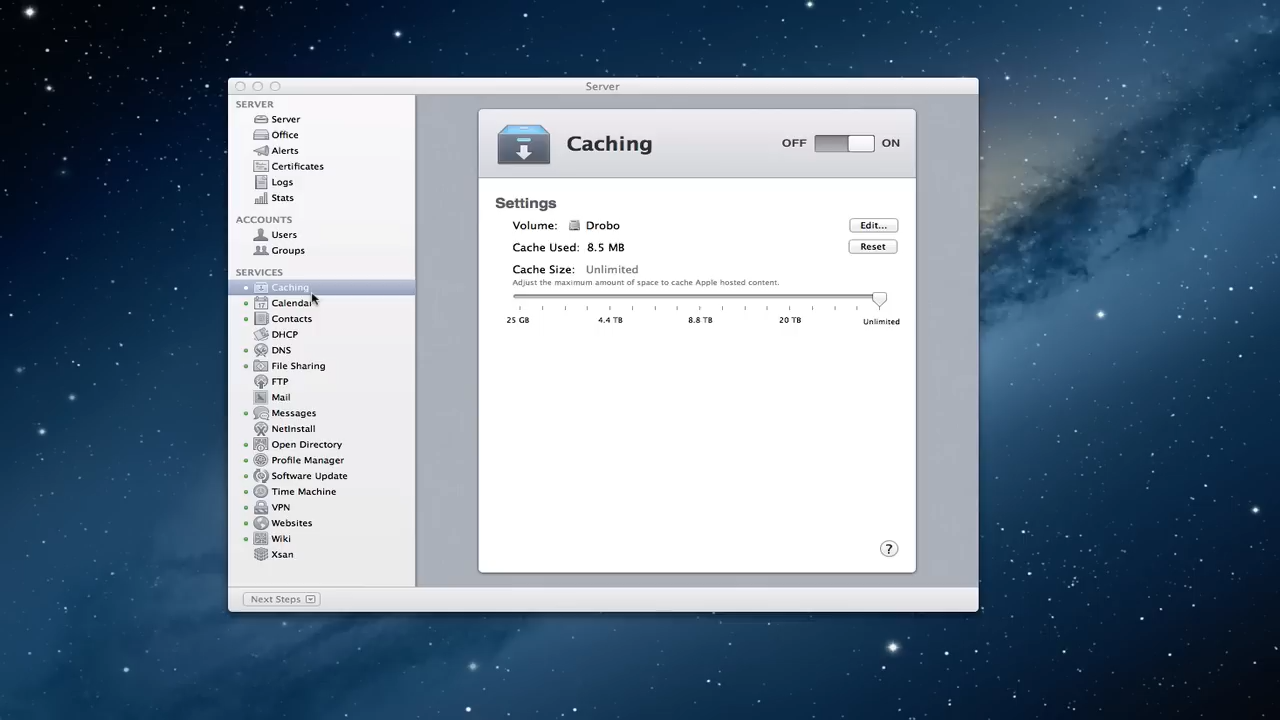 Server
SERVER
Server
Office
Alerts
Certificates
Logs
Stats
ACCOUNTS
Users
Groups
SERVICES
Caching
Calendar
Contacts
DHCP
DNS
File Sharing
FTP
Mail
Messages
NetInstall
Open Directory
Profile Manager
Software Update
Time Machine
VPN
Websites
Wiki
Xsan
Next Steps
Caching
OFF ON
Settings
Volume: Drobo Edit...
Cache Used: 8.5 MB Reset
Cache Size: Unlimited
Adjust the maximum amount of space to cache Apple hosted content.
25 GB 4.4 TB 8.8 TB 20 TB Unlimited
?